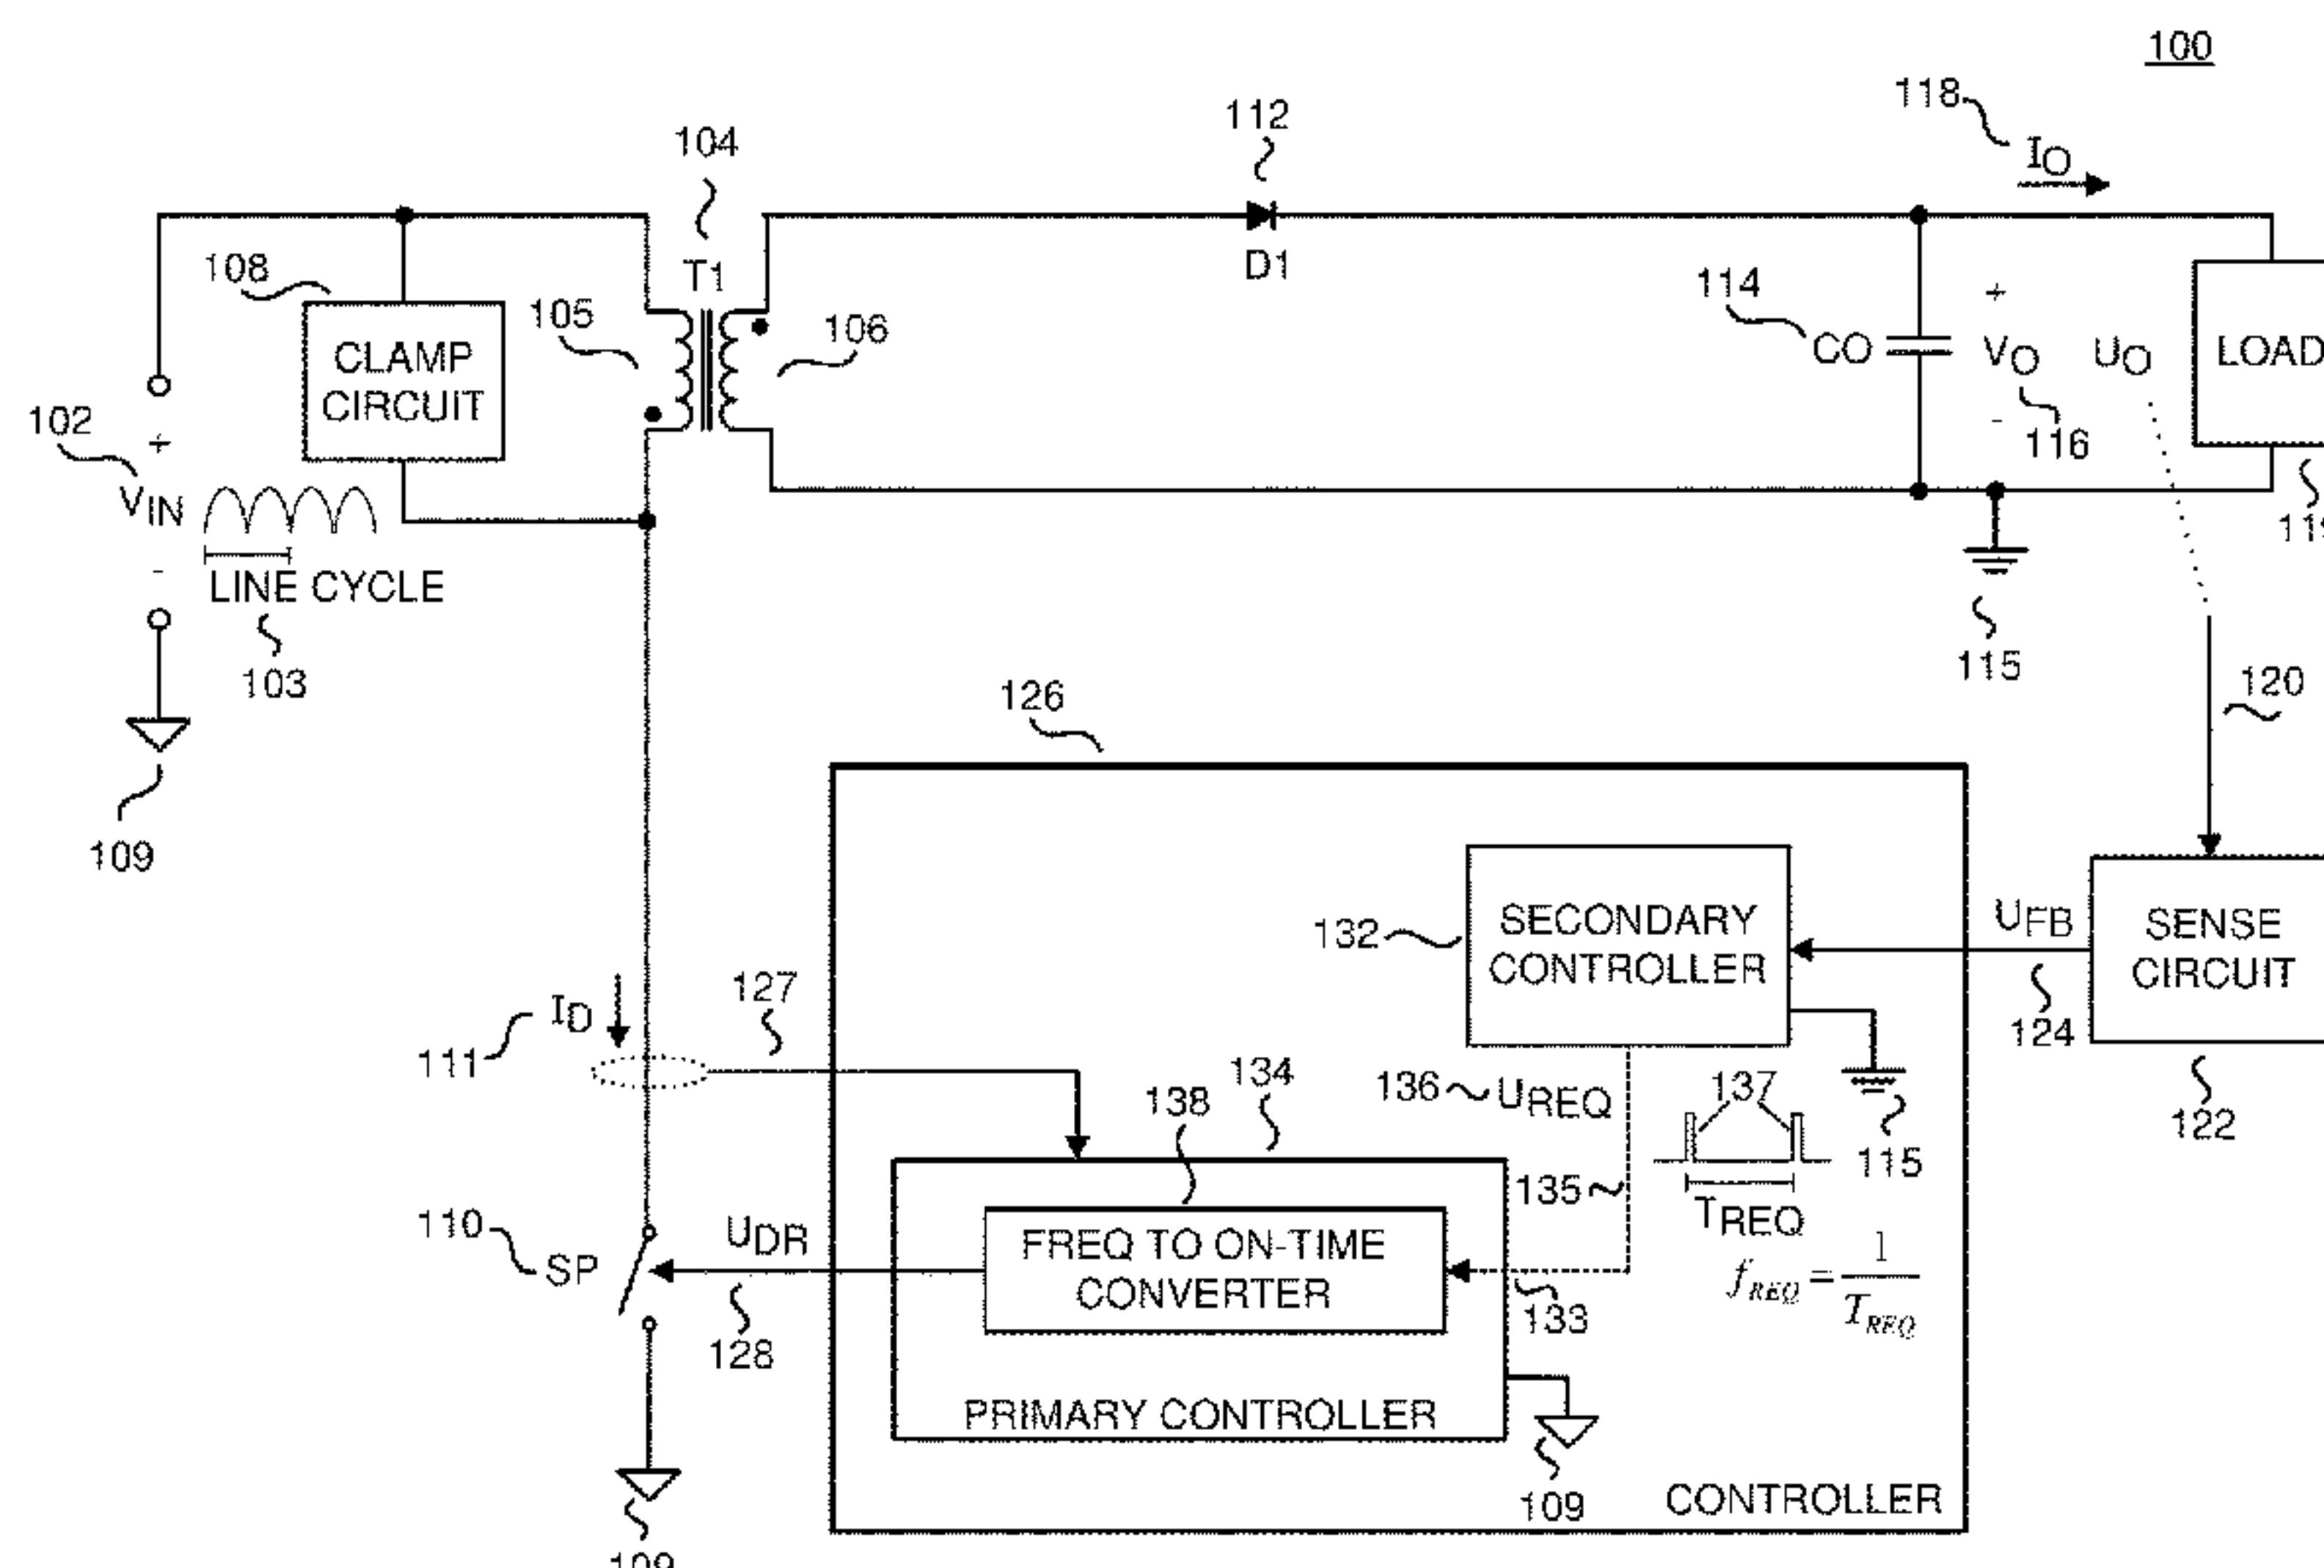 100
118
IO
112
104
D1
T1
108
CLAMP
CIRCUIT
105
106
114
CO
+
VO
-
116
UO
LOAD
102
+
VIN
-
LINE CYCLE
103
109
115
120
126
132
SECONDARY
CONTROLLER
UFB
124
SENSE
CIRCUIT
122
111
ID
127
134
138
136
UREQ
137
115
135
TREQ
fREQ = 1 / TREQ
110
SP
UDR
128
FREQ TO ON-TIME
CONVERTER
133
PRIMARY CONTROLLER
109
CONTROLLER
109